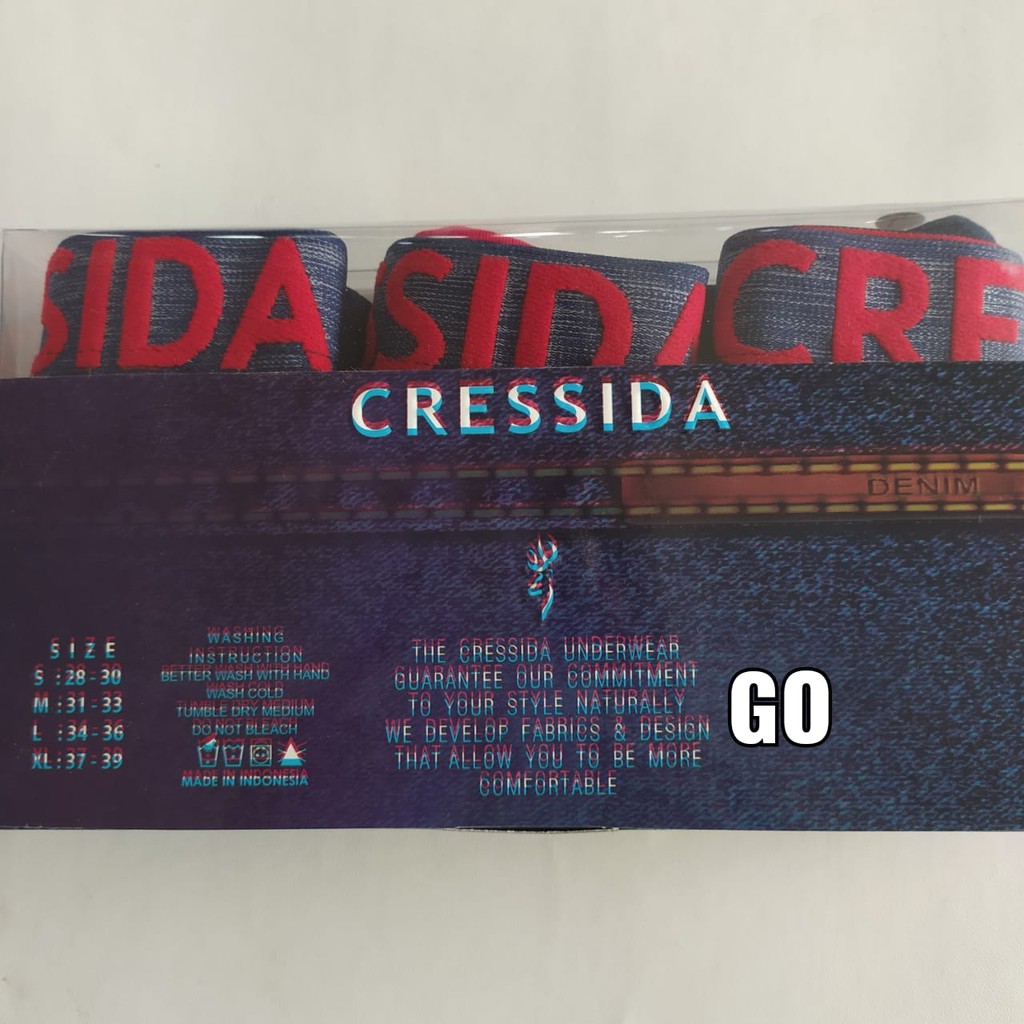 SIDA
SIDA
CRE
CRESSIDA
DENIM
SIZE
S : 28 - 30
M : 31 - 33
L : 34 - 36
XL : 37 - 39
WASHING
INSTRUCTION
BETTER WASH WITH HAND
WASH COLD
TUMBLE DRY MEDIUM
DO NOT BLEACH
MADE IN INDONESIA
THE CRESSIDA UNDERWEAR
GUARANTEE OUR COMMITMENT
TO YOUR STYLE NATURALLY
WE DEVELOP FABRICS & DESIGN
THAT ALLOW YOU TO BE MORE
COMFORTABLE
GO